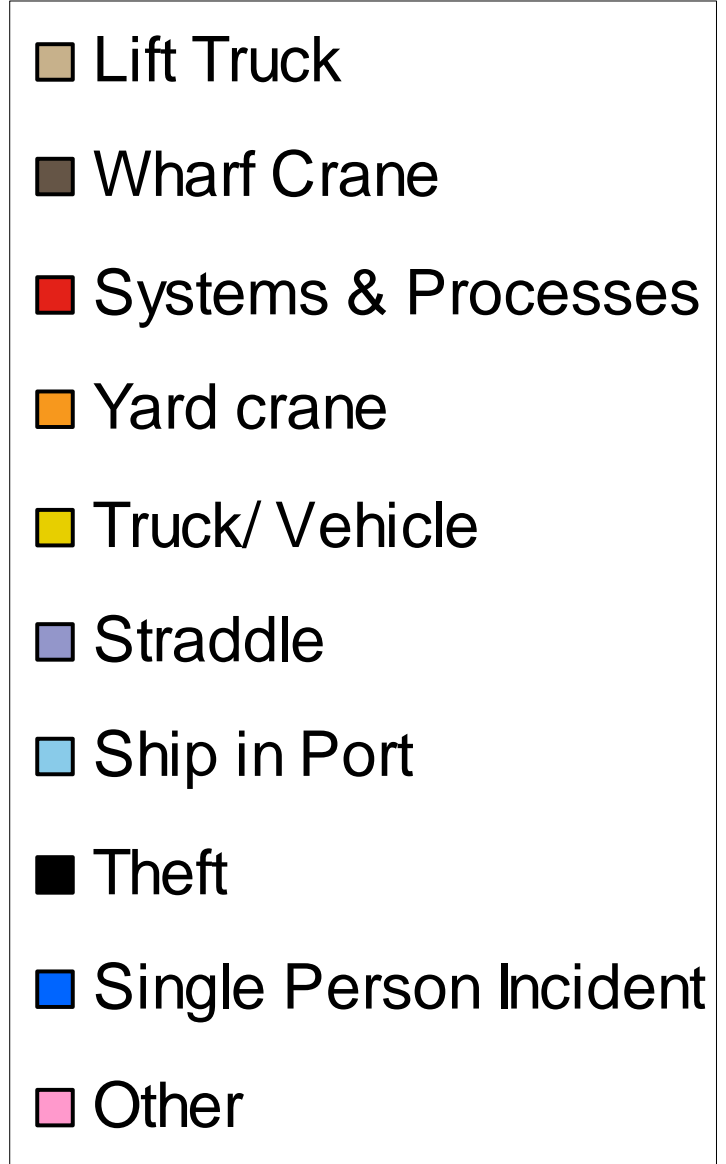 Lift Truck
Wharf Crane
Systems & Processes
Yard crane
Truck/ Vehicle
Straddle
Ship in Port
Theft
Single Person Incident
Other